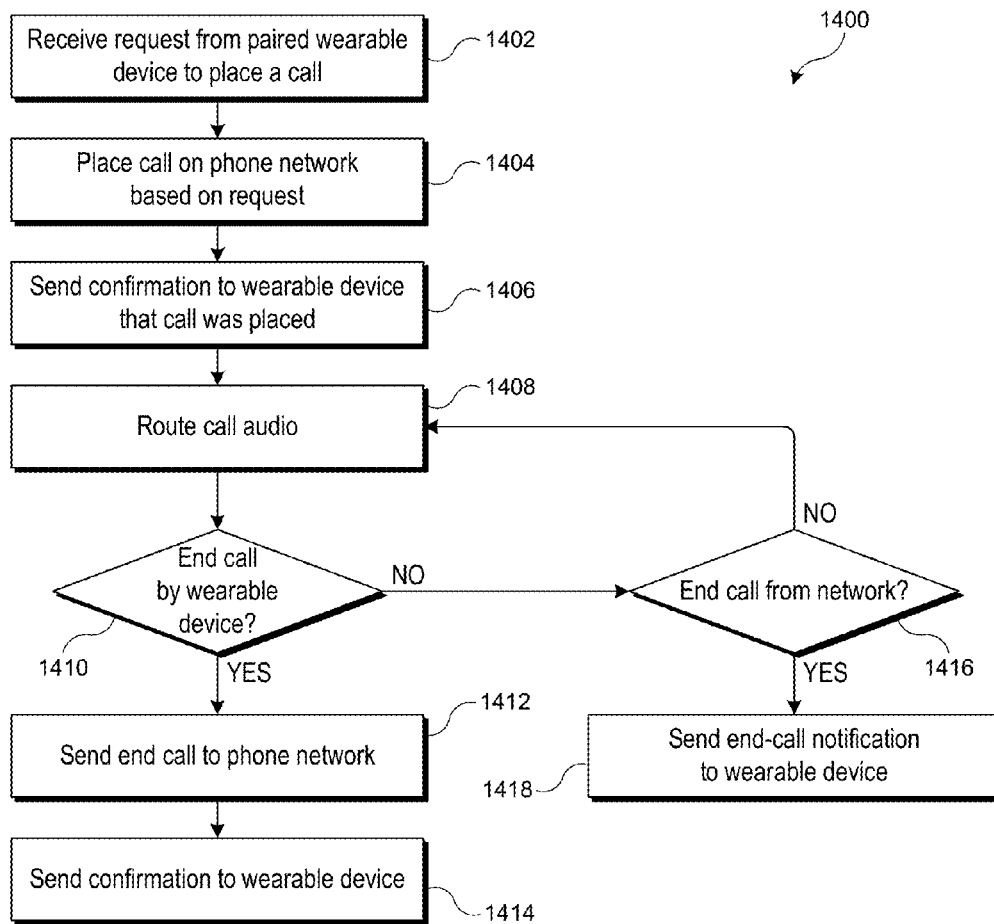 Receive request from paired wearable
device to place a call
1402
1400
Place call on phone network
based on request
1404
Send confirmation to wearable device
that call was placed
1406
Route call audio
1408
End call
by wearable
device?
1410
NO
YES
End call from network?
1416
NO
YES
Send end call to phone network
1412
Send end-call notification
to wearable device
1418
Send confirmation to wearable device
1414